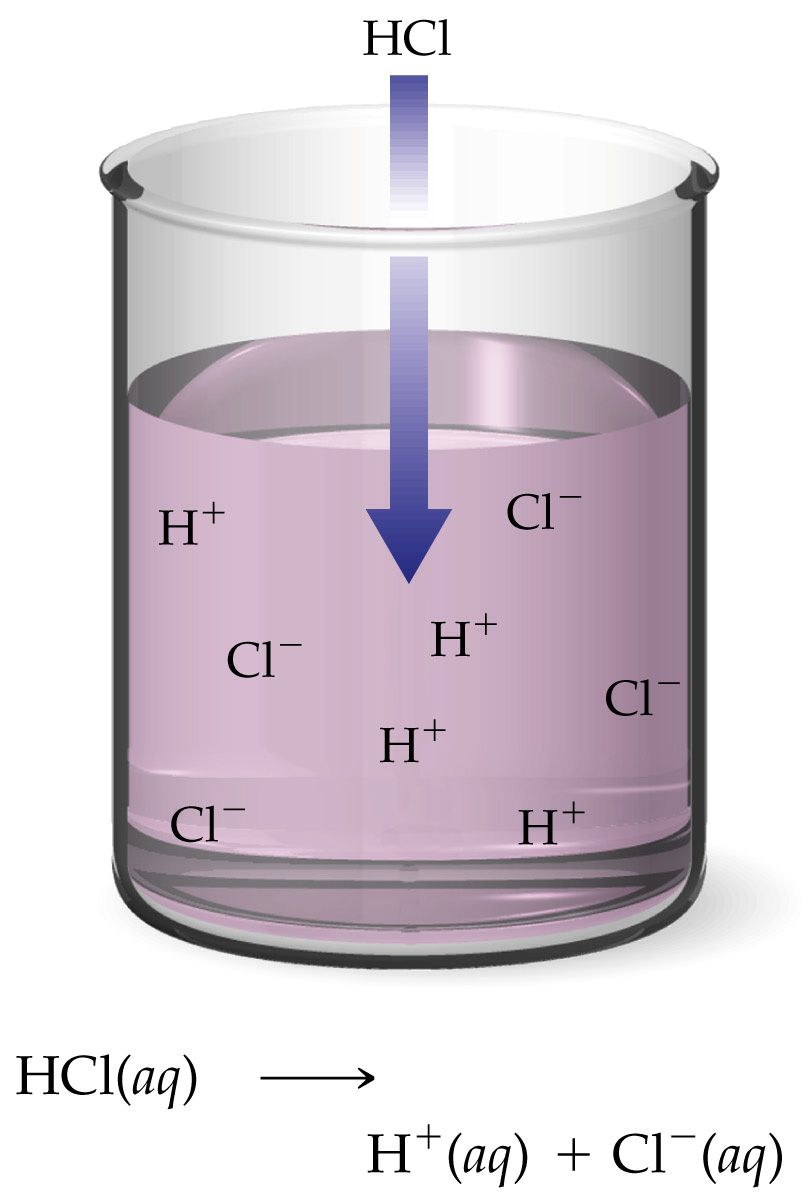 HCl
H⁺
Cl⁻
Cl⁻
H⁺
Cl⁻
H⁺
Cl⁻
H⁺
HCl(aq) ⟶
H⁺(aq) + Cl⁻(aq)